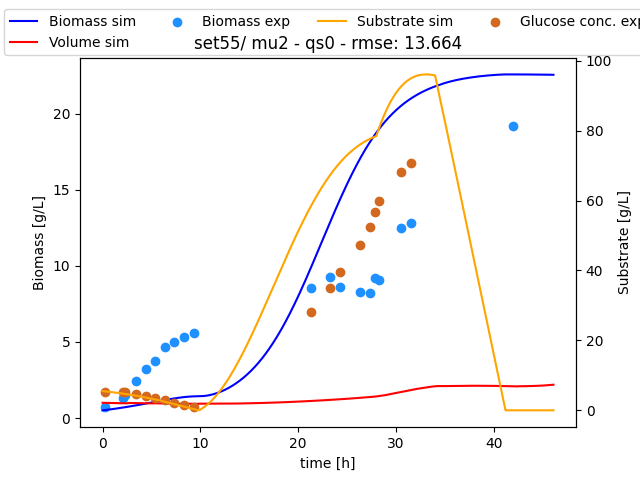 Biomass sim
Biomass exp
Substrate sim
Glucose conc. exp
Volume sim
set55/ mu2 - qs0 - rmse: 13.664
Biomass [g/L]
0
5
10
15
20
0
10
20
30
40
time [h]
0
20
40
60
80
100
Substrate [g/L]